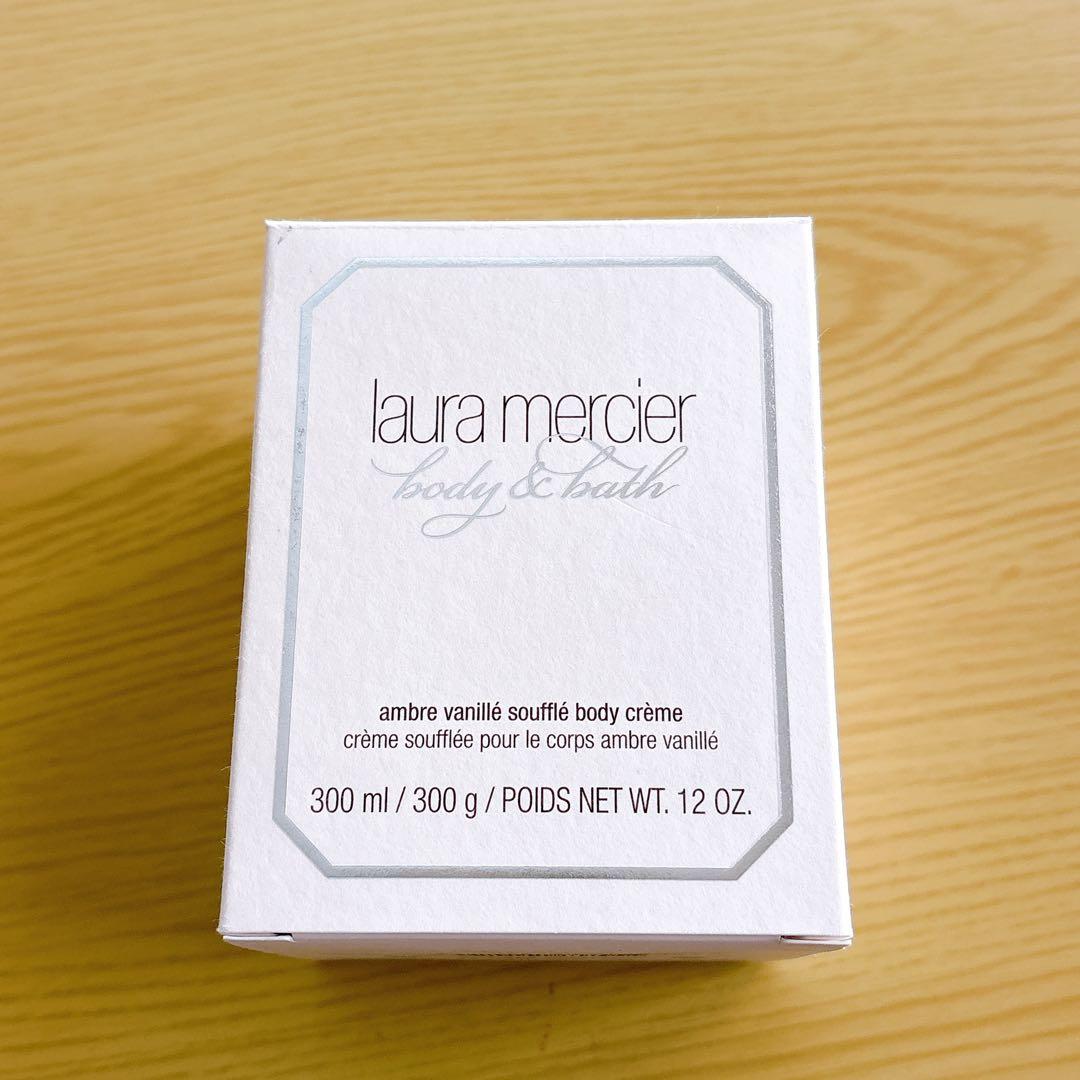 laura mercier
body & bath
ambre vanillé soufflé body crème
crème soufflée pour le corps ambre vanillé
300 ml / 300 g / POIDS NET WT. 12 OZ.